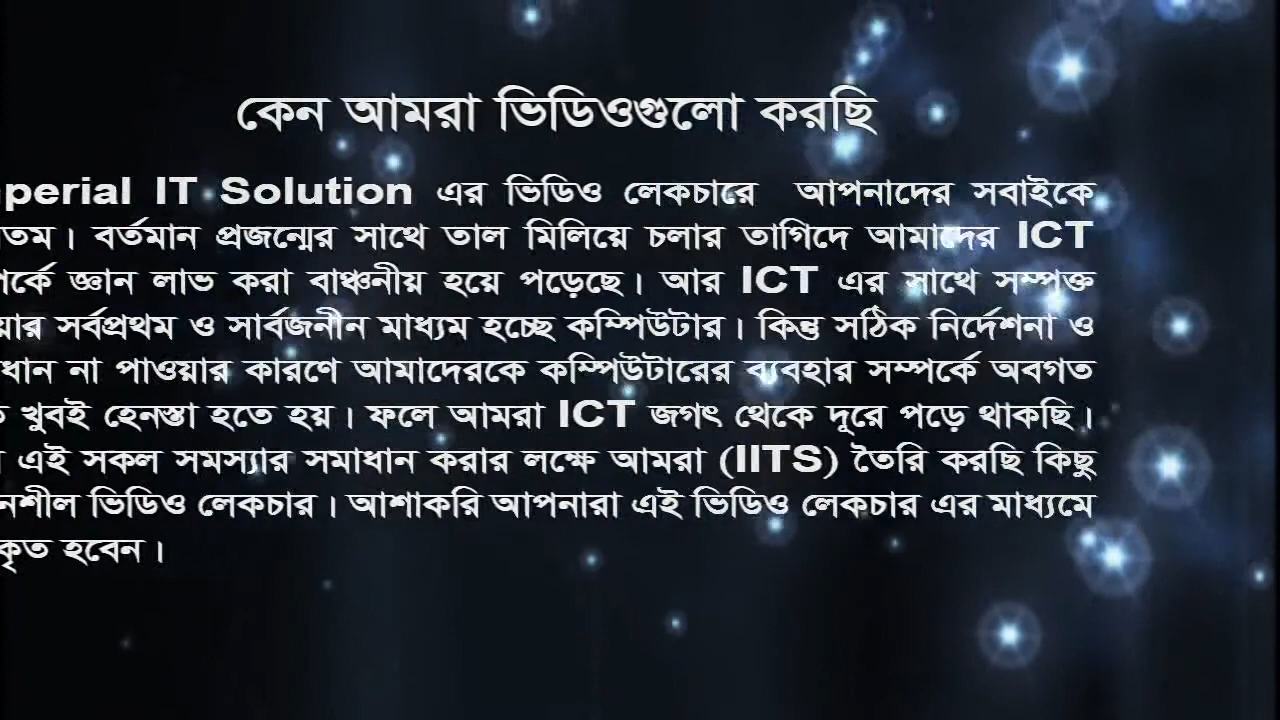 কেন আমরা ভিডিওগুলো করছি
perial IT Solution এর ভিডিও লেকচারে আপনাদের সবাইকে
তম। বর্তমান প্রজন্মের সাথে তাল মিলিয়ে চলার তাগিদে আমাদের ICT
পর্কে জ্ঞান লাভ করা বাঞ্চনীয় হয়ে পড়েছে। আর ICT এর সাথে সম্পক্ত
য়ার সর্বপ্রথম ও সার্বজনীন মাধ্যম হচ্ছে কম্পিউটার। কিন্তু সঠিক নির্দেশনা ও
ধান না পাওয়ার কারণে আমাদেরকে কম্পিউটারের ব্যবহার সম্পর্কে অবগত
খুবই হেনস্তা হতে হয়। ফলে আমরা ICT জগৎ থেকে দূরে পড়ে থাকছি।
এই সকল সমস্যার সমাধান করার লক্ষে আমরা (IITS) তৈরি করছি কিছু
নশীল ভিডিও লেকচার। আশাকরি আপনারা এই ভিডিও লেকচার এর মাধ্যমে
কৃত হবেন।